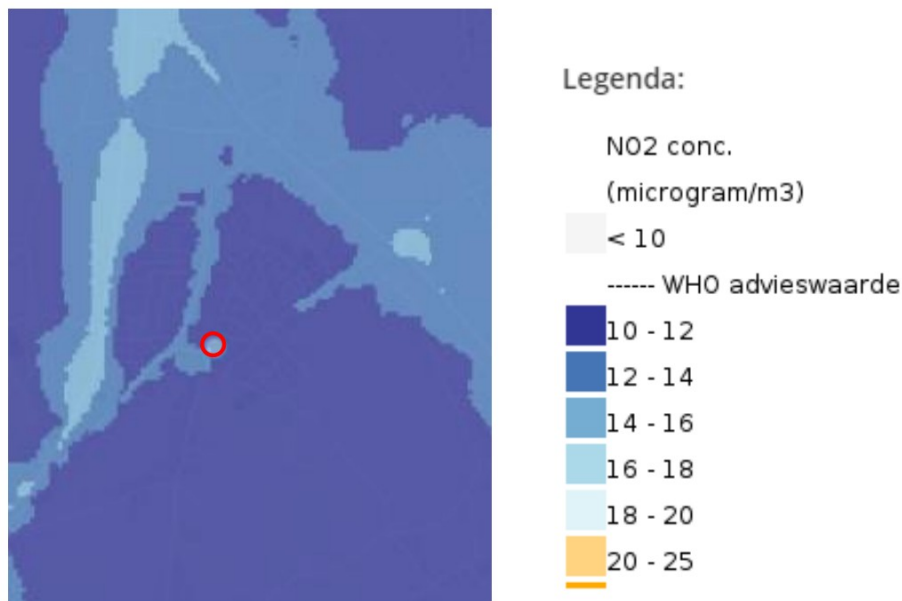 Legenda:
NO2 conc.
(microgram/m3)
< 10
------ WHO advieswaarde
10 - 12
12 - 14
14 - 16
16 - 18
18 - 20
20 - 25